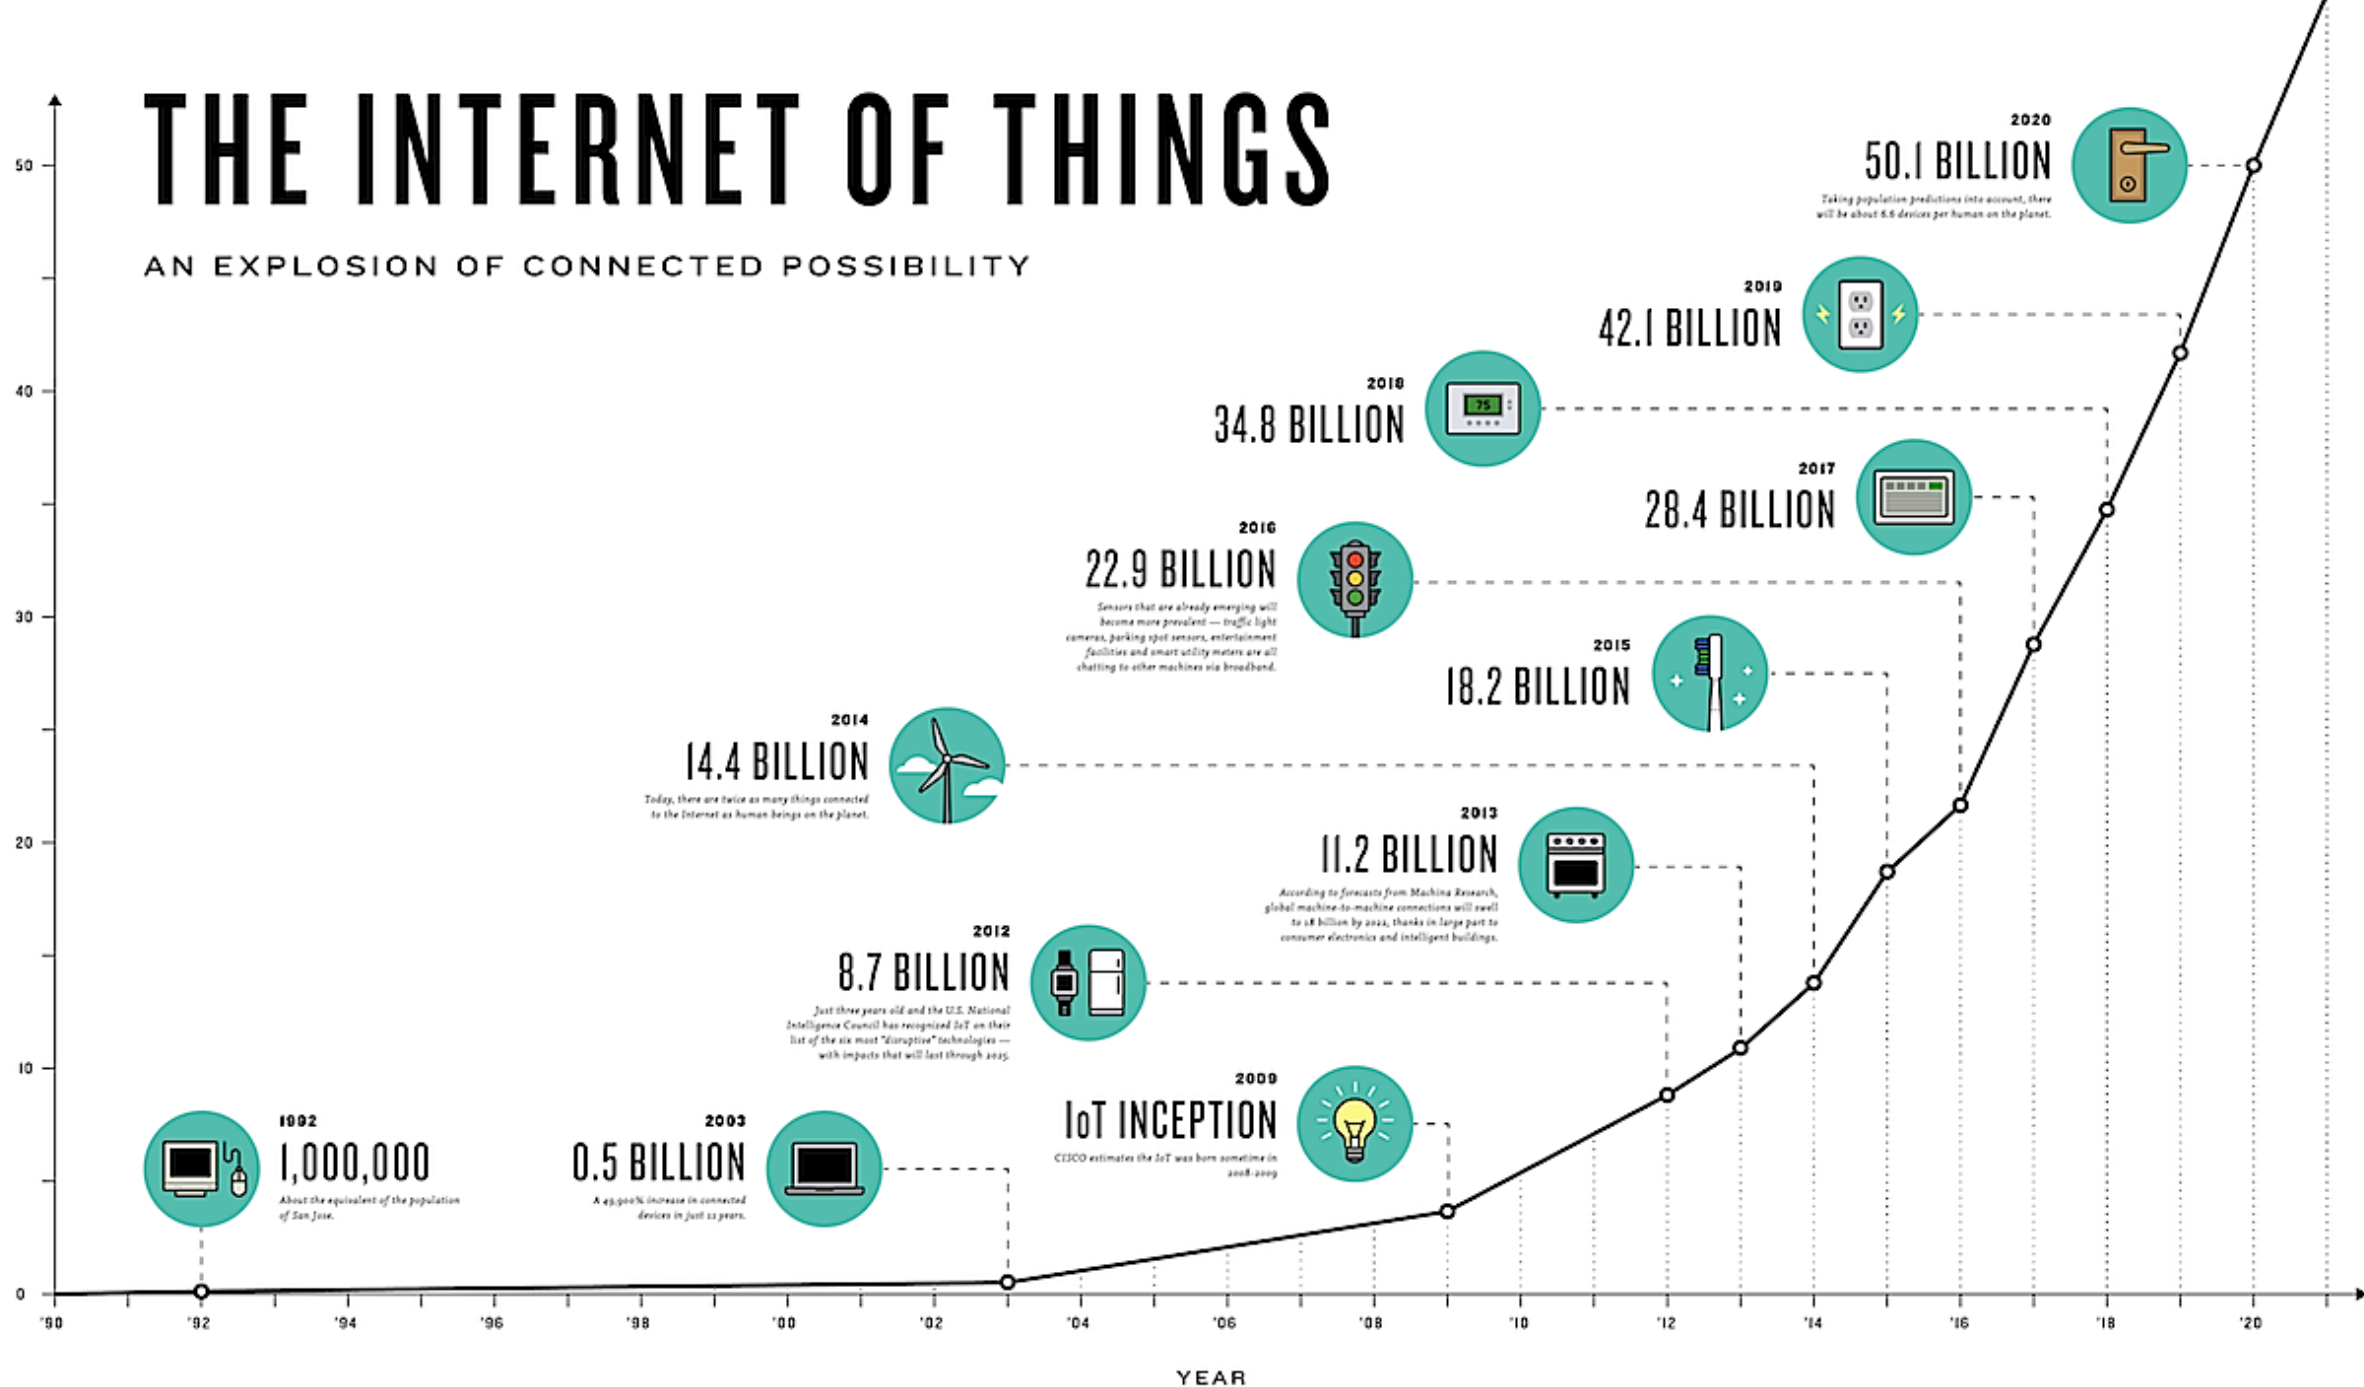 THE INTERNET OF THINGS
AN EXPLOSION OF CONNECTED POSSIBILITY
2020
50.1 BILLION
Taking population predictions into account, there
will be about 6.6 devices per human on the planet.
2019
42.1 BILLION
2018
34.8 BILLION
75
2017
28.4 BILLION
2016
22.9 BILLION
Sensors that are already emerging will
become more prevalent — traffic light
cameras, parking spot sensors, entertainment
facilities and smart utility meters are all
chatting to other machines via broadband.
2015
18.2 BILLION
2014
14.4 BILLION
Today, there are twice as many things connected
to the Internet as human beings on the planet.
2013
11.2 BILLION
According to forecasts from Machina Research,
global machine-to-machine connections will swell
to 18 billion by 2022, thanks in large part to
consumer electronics and intelligent buildings.
2012
8.7 BILLION
Just three years old and the U.S. National
Intelligence Council has recognized IoT on their
list of the six most "disruptive" technologies —
with impacts that will last through 2025.
2009
IoT INCEPTION
CISCO estimates the IoT was born sometime in
2008-2009
1992
1,000,000
About the equivalent of the population
of San Jose.
2003
0.5 BILLION
A 49,900% increase in connected
devices in just 11 years.
50
40
30
20
10
0
'90 '92 '94 '96 '98 '00 '02 '04 '06 '08 '10 '12 '14 '16 '18 '20
YEAR